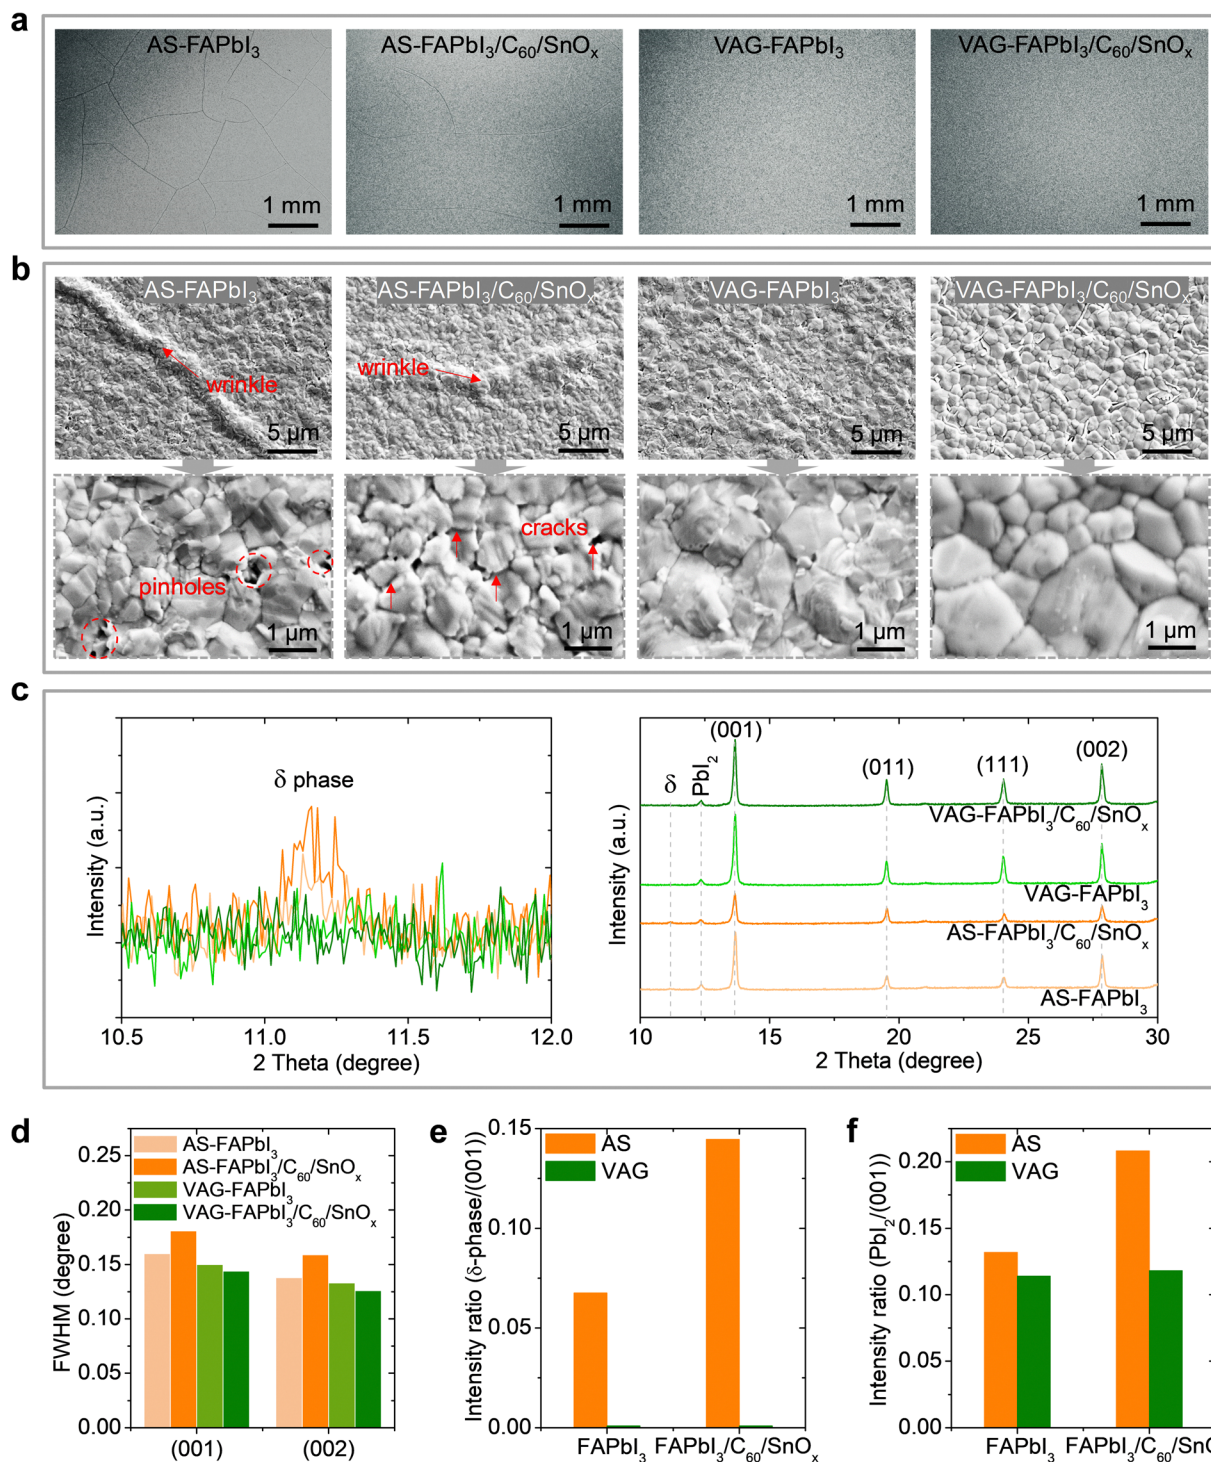 a
AS-FAPbI₃
AS-FAPbI₃/C₆₀/SnOₓ
VAG-FAPbI₃
VAG-FAPbI₃/C₆₀/SnOₓ
1 mm
1 mm
1 mm
1 mm
b
AS-FAPbI₃
AS-FAPbI₃/C₆₀/SnOₓ
VAG-FAPbI₃
VAG-FAPbI₃/C₆₀/SnOₓ
wrinkle
wrinkle
5 µm
5 µm
5 µm
5 µm
pinholes
cracks
1 µm
1 µm
1 µm
1 µm
c
δ phase
Intensity (a.u.)
10.5
11.0
11.5
12.0
2 Theta (degree)
(001)
(011)
(111)
(002)
δ
PbI₂
VAG-FAPbI₃/C₆₀/SnOₓ
VAG-FAPbI₃
AS-FAPbI₃/C₆₀/SnOₓ
AS-FAPbI₃
Intensity (a.u.)
10
15
20
25
30
2 Theta (degree)
d
AS-FAPbI₃
AS-FAPbI₃/C₆₀/SnOₓ
VAG-FAPbI₃
VAG-FAPbI₃/C₆₀/SnOₓ
FWHM (degree)
0.25
0.20
0.15
0.10
0.05
0.00
(001)
(002)
e
AS
VAG
Intensity ratio (δ-phase/(001))
0.15
0.10
0.05
0.00
FAPbI₃
FAPbI₃/C₆₀/SnOₓ
f
AS
VAG
Intensity ratio (PbI₂/(001))
0.20
0.15
0.10
0.05
0.00
FAPbI₃
FAPbI₃/C₆₀/SnO